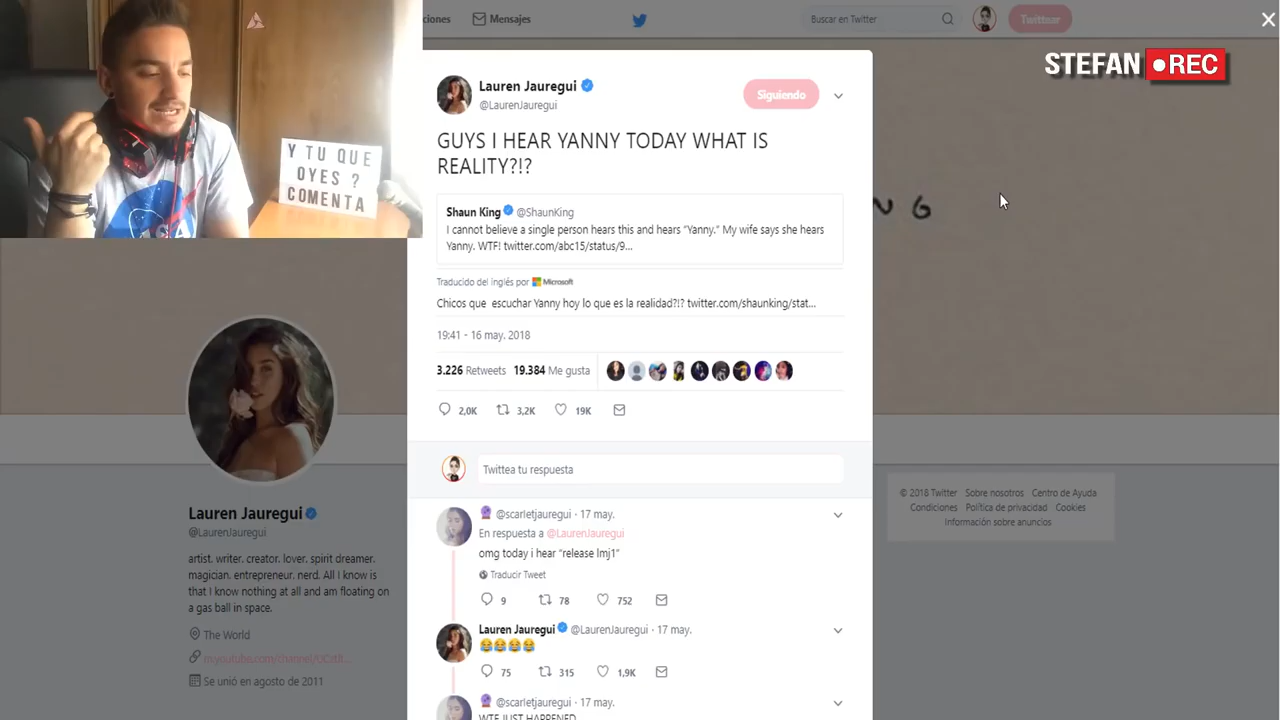 ciones
Mensajes
Buscar en Twitter
Twittear
STEFAN REC
Y TU QUE
OYES ?
COMENTA
Lauren Jauregui
@LaurenJauregui
Siguiendo
GUYS I HEAR YANNY TODAY WHAT IS
REALITY?!?
Shaun King @ShaunKing
I cannot believe a single person hears this and hears "Yanny." My wife says she hears
Yanny. WTF! twitter.com/abc15/status/9...
Traducido del inglés por Microsoft
Chicos que escuchar Yanny hoy lo que es la realidad?!? twitter.com/shaunking/stat...
19:41 - 16 may. 2018
3.226 Retweets 19.384 Me gusta
2,0K 3,2K 19K
Twittea tu respuesta
@scarletjauregui · 17 may.
En respuesta a @LaurenJauregui
omg today i hear "release lmj1"
Traducir Tweet
9 78 752
Lauren Jauregui @LaurenJauregui · 17 may.
75 315 1,9K
@scarletjauregui · 17 may.
WTF JUST HAPPENED
N G
Lauren Jauregui
@LaurenJauregui
artist. writer. creator. lover. spirit dreamer.
magician. entrepreneur. nerd. All I know is
that I know nothing at all and am floating on
a gas ball in space.
The World
Se unió en agosto de 2011
© 2018 Twitter Sobre nosotros Centro de Ayuda
Condiciones Política de privacidad Cookies
Información sobre anuncios